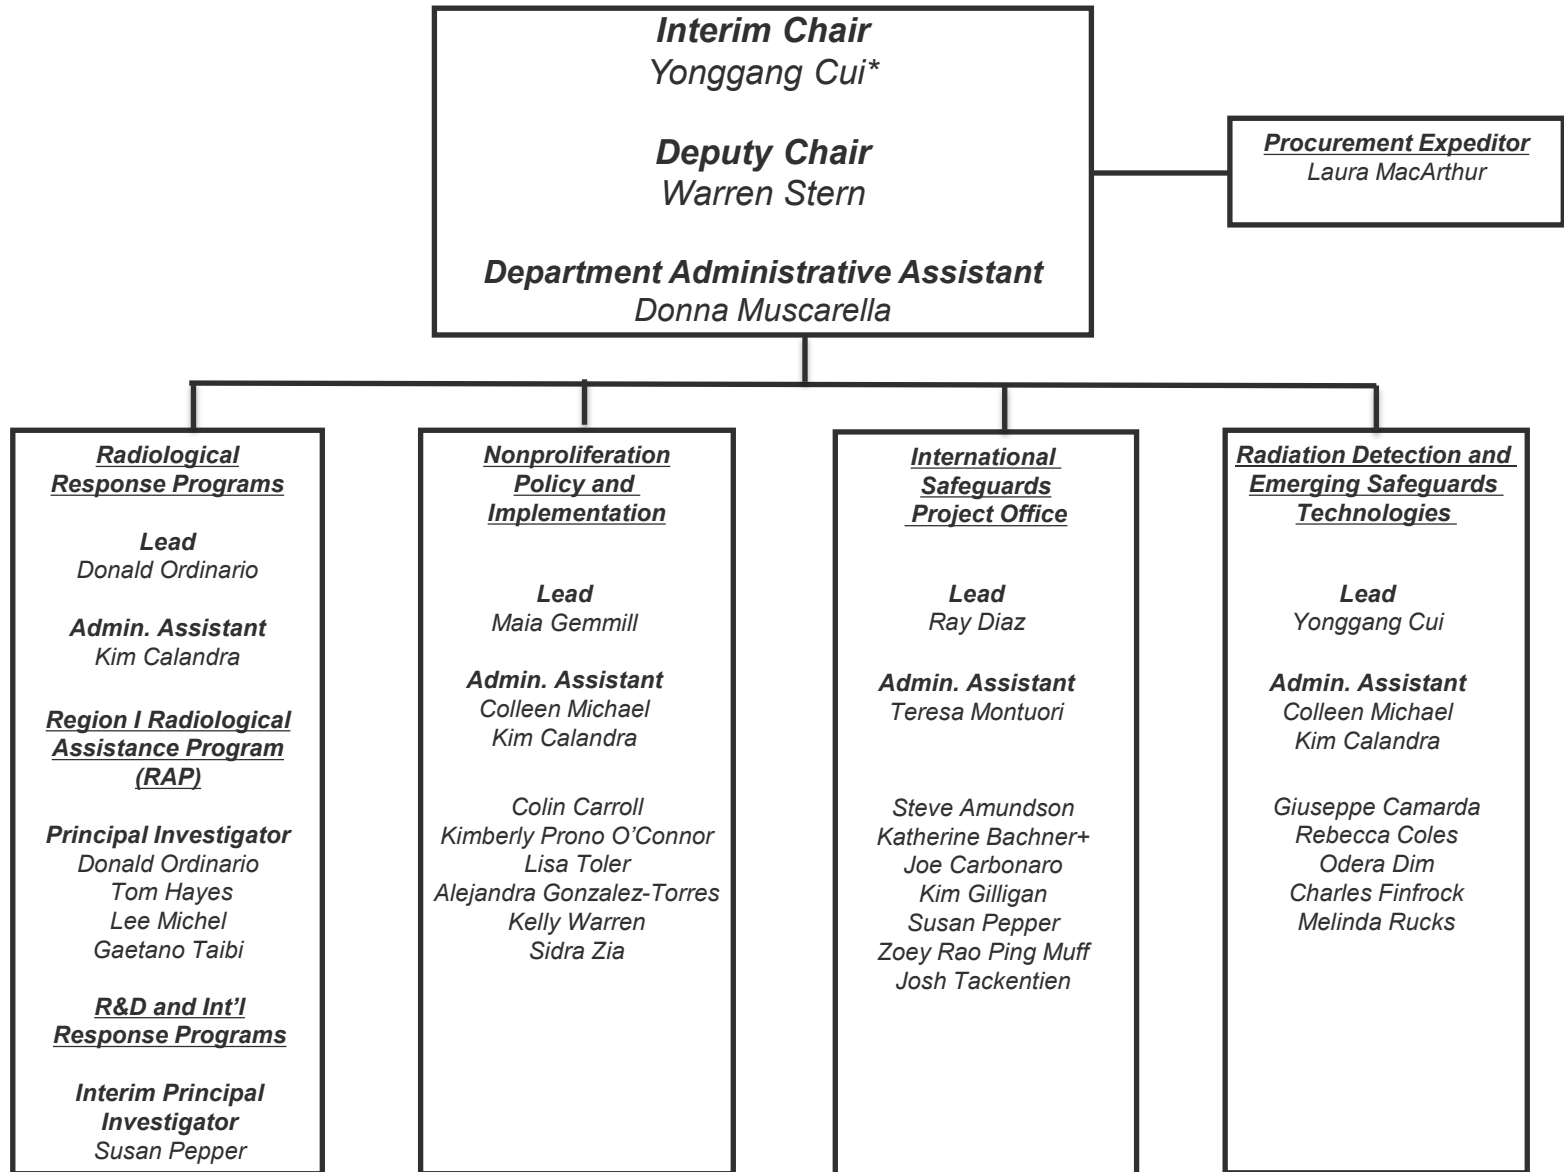 Interim Chair
Yonggang Cui*
Deputy Chair
Warren Stern
Department Administrative Assistant
Donna Muscarella
Procurement Expeditor
Laura MacArthur
Radiological
Response Programs
Lead
Donald Ordinario
Admin. Assistant
Kim Calandra
Region I Radiological
Assistance Program
(RAP)
Principal Investigator
Donald Ordinario
Tom Hayes
Lee Michel
Gaetano Taibi
R&D and Int'l
Response Programs
Interim Principal
Investigator
Susan Pepper
Nonproliferation
Policy and
Implementation
Lead
Maia Gemmill
Admin. Assistant
Colleen Michael
Kim Calandra
Colin Carroll
Kimberly Prono O’Connor
Lisa Toler
Alejandra Gonzalez-Torres
Kelly Warren
Sidra Zia
International
Safeguards
Project Office
Lead
Ray Diaz
Admin. Assistant
Teresa Montuori
Steve Amundson
Katherine Bachner+
Joe Carbonaro
Kim Gilligan
Susan Pepper
Zoey Rao Ping Muff
Josh Tackentien
Radiation Detection and
Emerging Safeguards
Technologies
Lead
Yonggang Cui
Admin. Assistant
Colleen Michael
Kim Calandra
Giuseppe Camarda
Rebecca Coles
Odera Dim
Charles Finfrock
Melinda Rucks